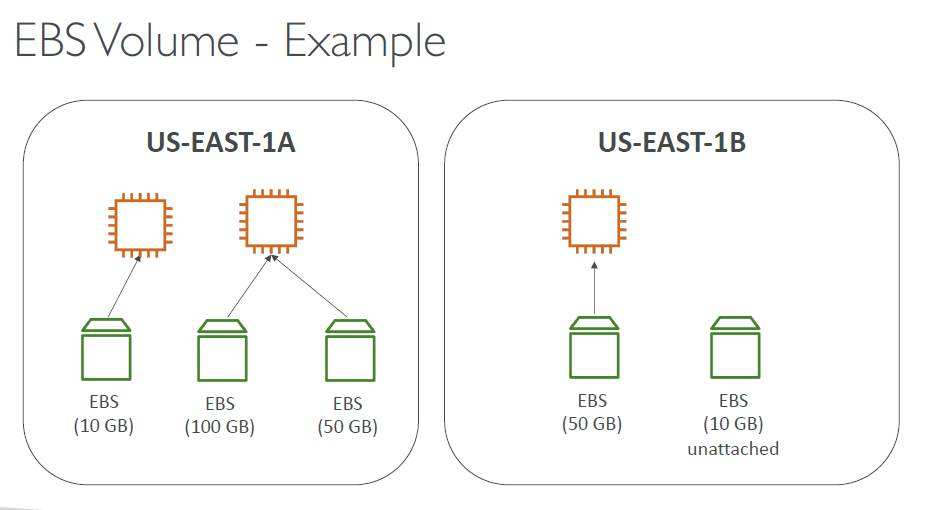 EBS Volume - Example
US-EAST-1A
US-EAST-1B
EBS
(10 GB)
EBS
(100 GB)
EBS
(50 GB)
EBS
(50 GB)
EBS
(10 GB)
unattached